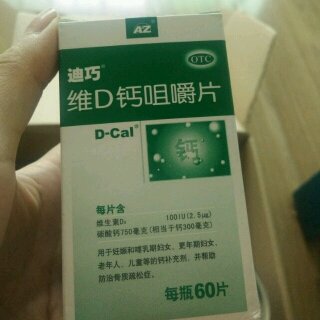 AZ®
OTC
迪巧®
维D钙咀嚼片
D-Cal®
钙
每片含
维生素D₃ 100IU(2.5μg)
碳酸钙750毫克(相当于钙300毫克)
用于妊娠和哺乳期妇女、更年期妇女、
老年人、儿童等的钙补充剂，并帮助
防治骨质疏松症。
每瓶60片